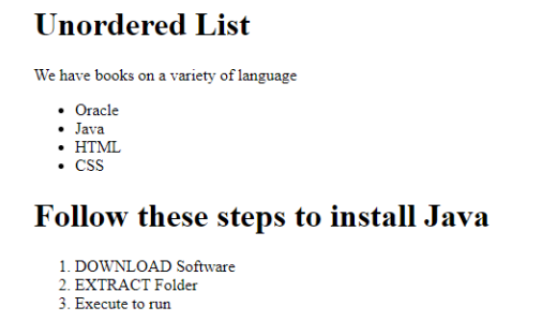 Unordered List
We have books on a variety of language
• Oracle
• Java
• HTML
• CSS
Follow these steps to install Java
1. DOWNLOAD Software
2. EXTRACT Folder
3. Execute to run